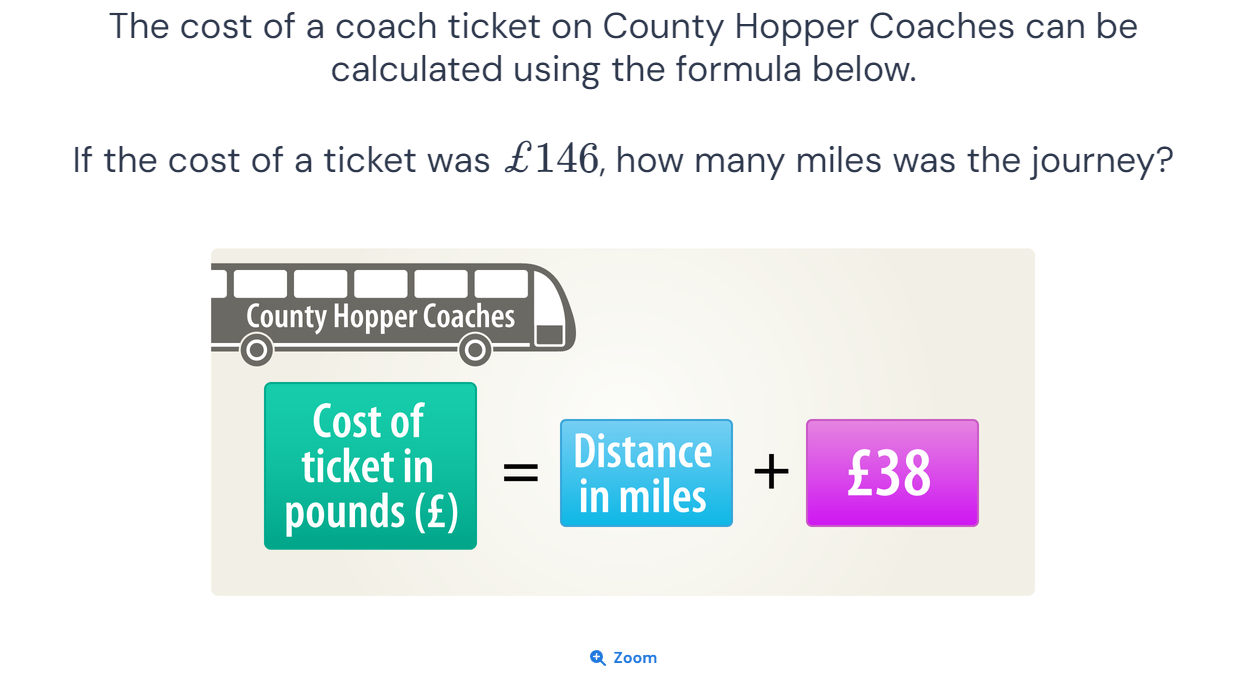 The cost of a coach ticket on County Hopper Coaches can be
calculated using the formula below.
If the cost of a ticket was £146, how many miles was the journey?
County Hopper Coaches
Cost of
ticket in
pounds (£)
=
Distance
in miles
+
£38
Zoom